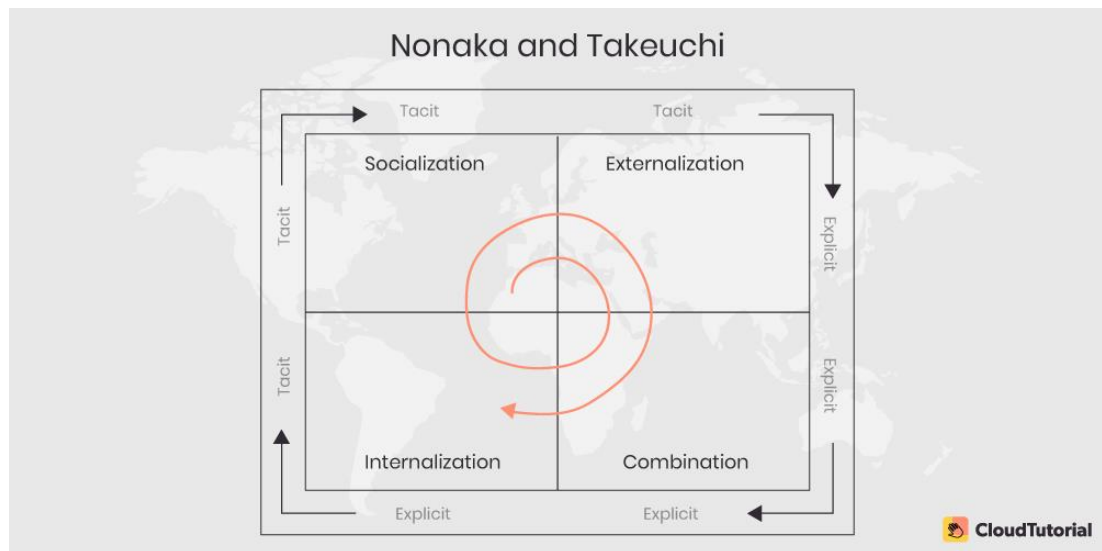 Nonaka and Takeuchi
Tacit
Tacit
Socialization
Externalization
Tacit
Explicit
Tacit
Explicit
Internalization
Combination
Explicit
Explicit
CloudTutorial